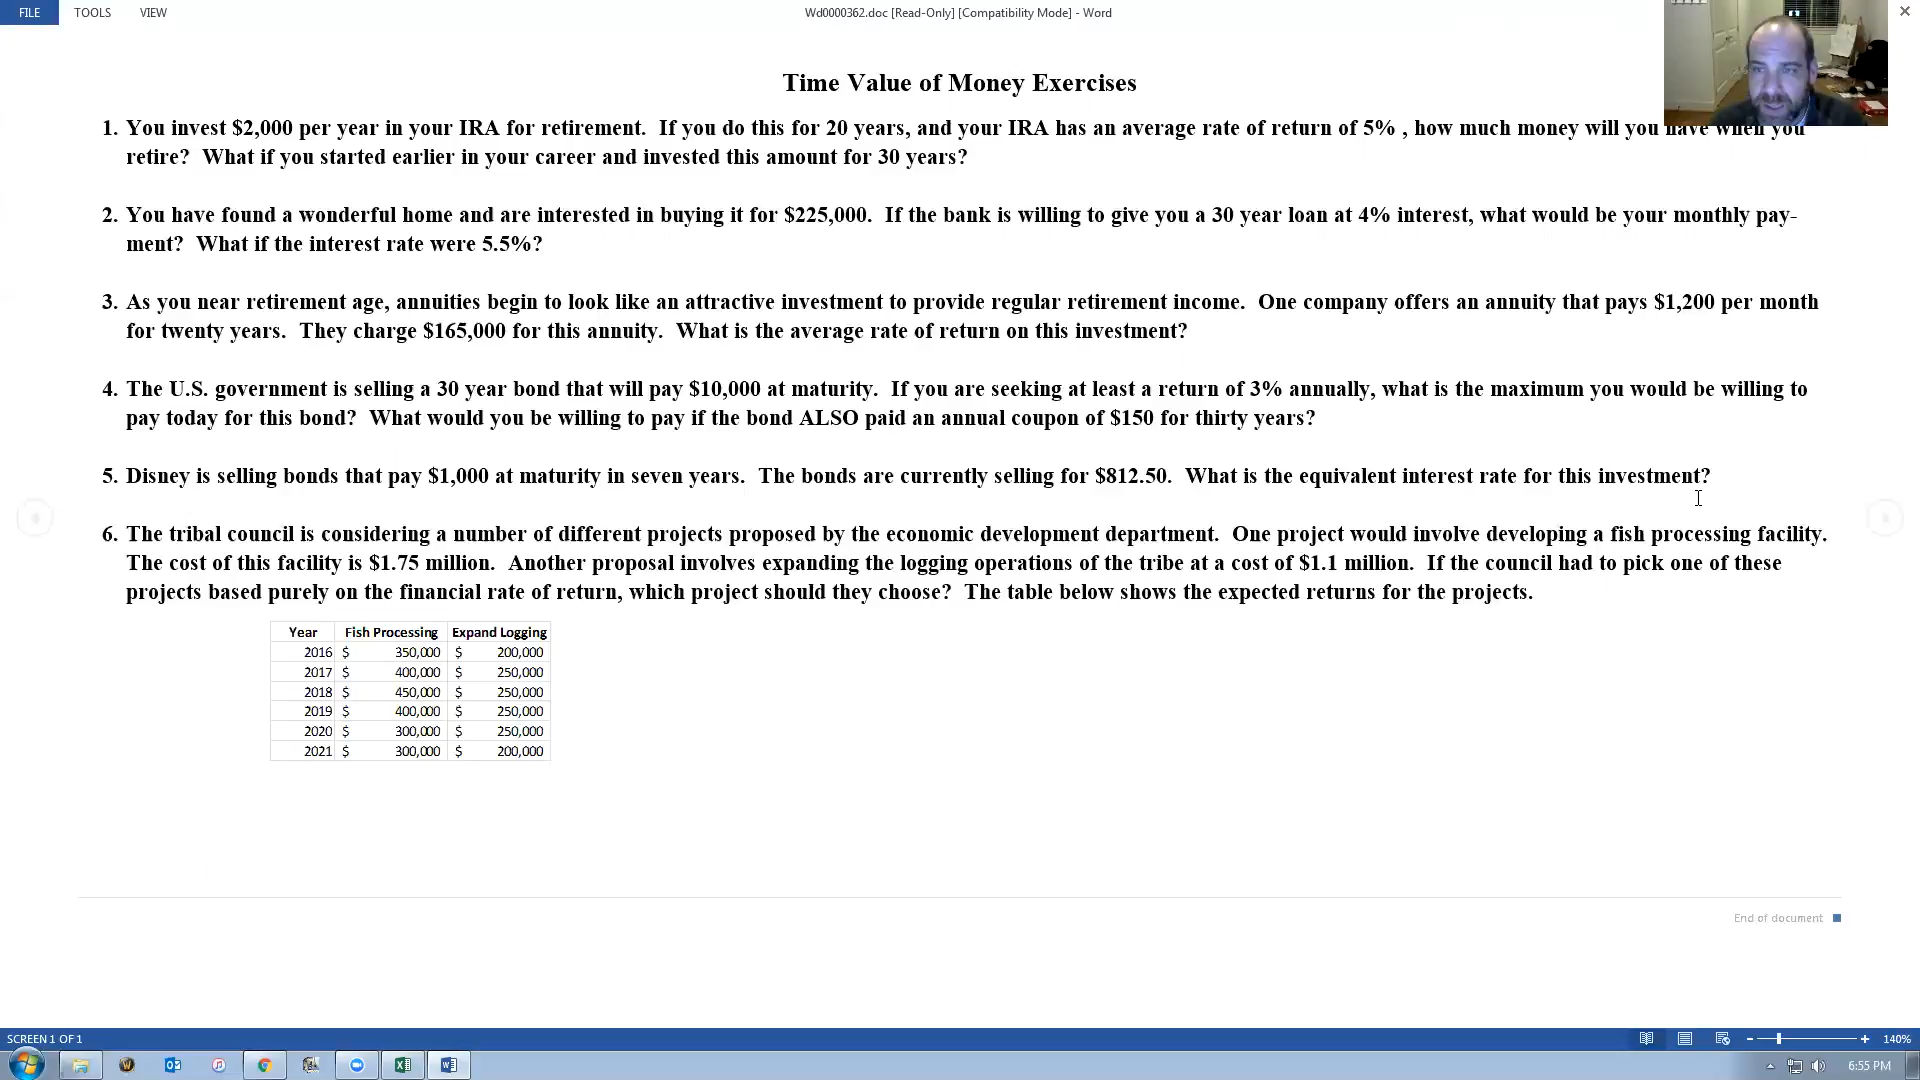 FILE TOOLS VIEW Wd0000362.doc [Read-Only] [Compatibility Mode] - Word
Time Value of Money Exercises
1. You invest $2,000 per year in your IRA for retirement. If you do this for 20 years, and your IRA has an average rate of return of 5% , how much money will you have when you
retire? What if you started earlier in your career and invested this amount for 30 years?
2. You have found a wonderful home and are interested in buying it for $225,000. If the bank is willing to give you a 30 year loan at 4% interest, what would be your monthly pay-
ment? What if the interest rate were 5.5%?
3. As you near retirement age, annuities begin to look like an attractive investment to provide regular retirement income. One company offers an annuity that pays $1,200 per month
for twenty years. They charge $165,000 for this annuity. What is the average rate of return on this investment?
4. The U.S. government is selling a 30 year bond that will pay $10,000 at maturity. If you are seeking at least a return of 3% annually, what is the maximum you would be willing to
pay today for this bond? What would you be willing to pay if the bond ALSO paid an annual coupon of $150 for thirty years?
5. Disney is selling bonds that pay $1,000 at maturity in seven years. The bonds are currently selling for $812.50. What is the equivalent interest rate for this investment?
6. The tribal council is considering a number of different projects proposed by the economic development department. One project would involve developing a fish processing facility.
The cost of this facility is $1.75 million. Another proposal involves expanding the logging operations of the tribe at a cost of $1.1 million. If the council had to pick one of these
projects based purely on the financial rate of return, which project should they choose? The table below shows the expected returns for the projects.
Year Fish Processing Expand Logging
2016 $ 350,000 $ 200,000
2017 $ 400,000 $ 250,000
2018 $ 450,000 $ 250,000
2019 $ 400,000 $ 250,000
2020 $ 300,000 $ 250,000
2021 $ 300,000 $ 200,000
End of document
SCREEN 1 OF 1 140%
6:55 PM